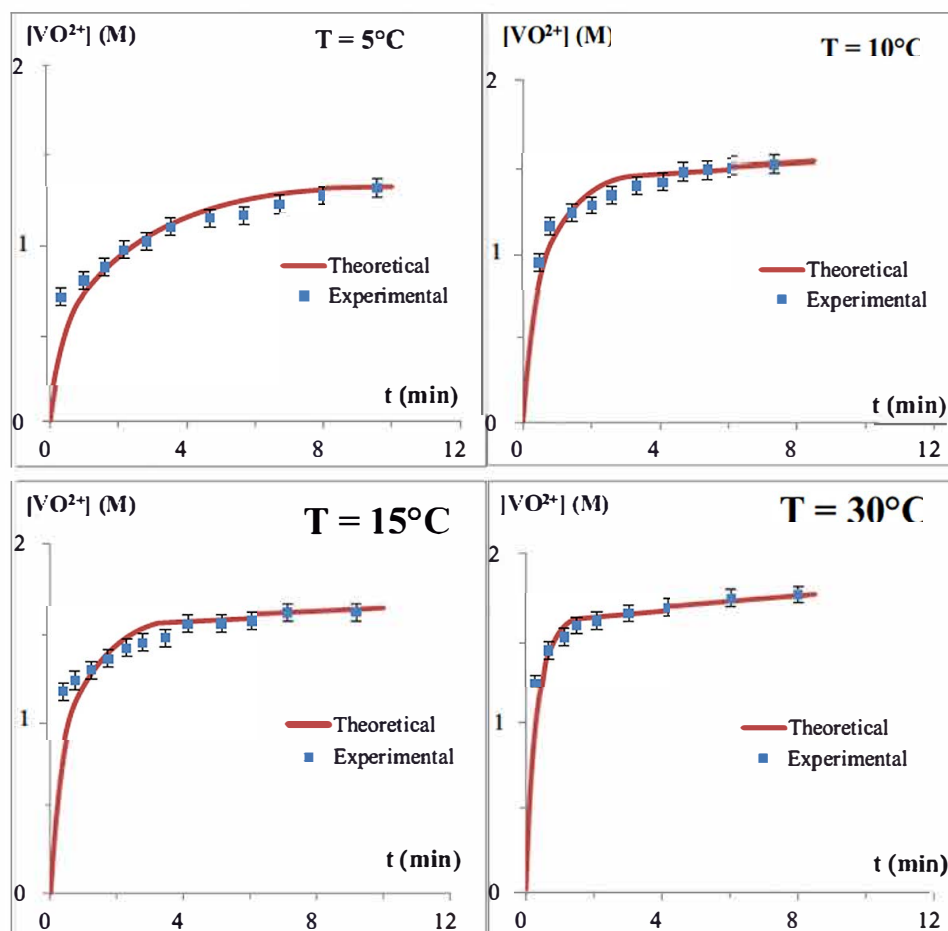 [VO²⁺] (M)
T = 5°C
2
1
0
Theoretical
Experimental
t (min)
0
4
8
12
[VO²⁺] (M)
T = 10°C
2
1
0
Theoretical
Experimental
t (min)
0
4
8
12
[VO²⁺] (M)
T = 15°C
2
1
0
Theoretical
Experimental
t (min)
0
4
8
12
[VO²⁺] (M)
T = 30°C
2
1
0
Theoretical
Experimental
t (min)
0
4
8
12